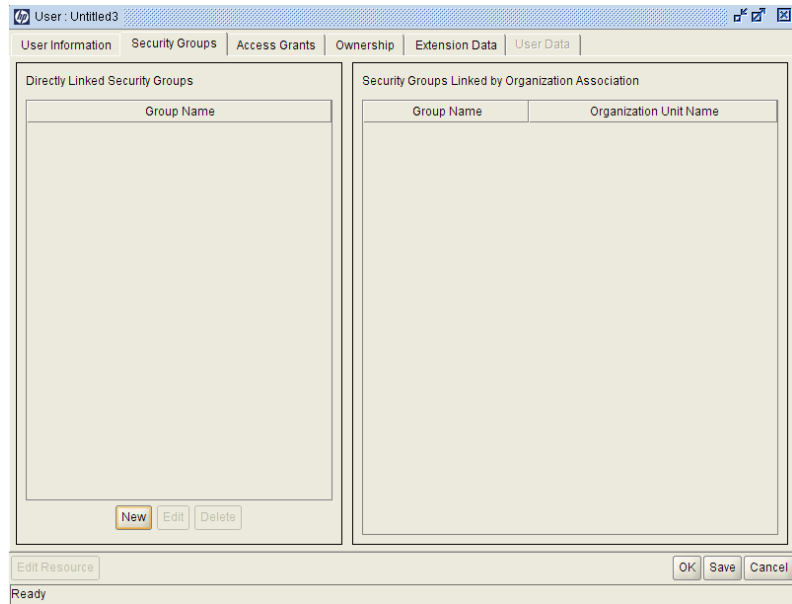 hp User : Untitled3
User Information Security Groups Access Grants Ownership Extension Data User Data
Directly Linked Security Groups
Group Name
New Edit Delete
Security Groups Linked by Organization Association
Group Name Organization Unit Name
Edit Resource OK Save Cancel
Ready